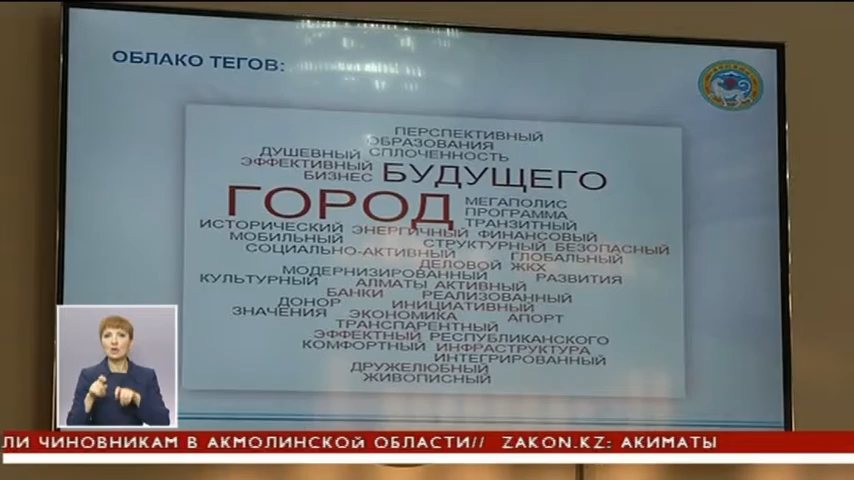 ОБЛАКО ТЕГОВ:
ПЕРСПЕКТИВНЫЙ
ОБРАЗОВАНИЯ
ДУШЕВНЫЙ СПЛОЧЕННОСТЬ
ЭФФЕКТИВНЫЙ
БИЗНЕС БУДУЩЕГО
ГОРОД
МЕГАПОЛИС
ПРОГРАММА
ТРАНЗИТНЫЙ
ИСТОРИЧЕСКИЙ ЭНЕРГИЧНЫЙ ФИНАНСОВЫЙ
МОБИЛЬНЫЙ СТРУКТУРНЫЙ БЕЗОПАСНЫЙ
СОЦИАЛЬНО-АКТИВНЫЙ ГЛОБАЛЬНЫЙ
ДЕЛОВОЙ ЖКХ
МОДЕРНИЗИРОВАННЫЙ РАЗВИТИЯ
КУЛЬТУРНЫЙ АЛМАТЫ АКТИВНЫЙ
БАНКИ РЕАЛИЗОВАННЫЙ
ДОНОР ИНИЦИАТИВНЫЙ
ЗНАЧЕНИЯ ЭКОНОМИКА АПОРТ
ТРАНСПАРЕНТНЫЙ
ЭФФЕКТНЫЙ РЕСПУБЛИКАНСКОГО
КОМФОРТНЫЙ ИНФРАСТРУКТУРА
ИНТЕГРИРОВАННЫЙ
ДРУЖЕЛЮБНЫЙ
ЖИВОПИСНЫЙ
ЛИ ЧИНОВНИКАМ В АКМОЛИНСКОЙ ОБЛАСТИ// ZAKON.KZ: АКИМАТЫ